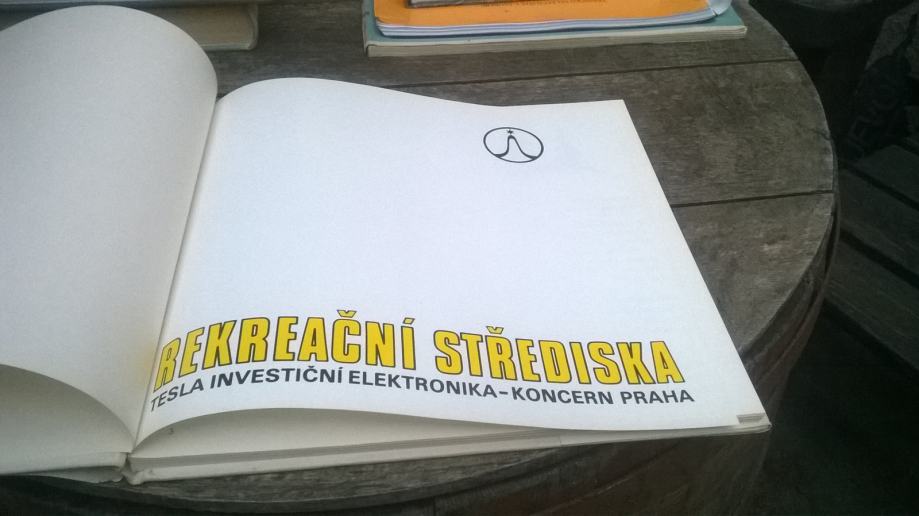 REKREAČNÍ STŘEDISKA
TESLA INVESTIČNÍ ELEKTRONIKA-KONCERN PRAHA